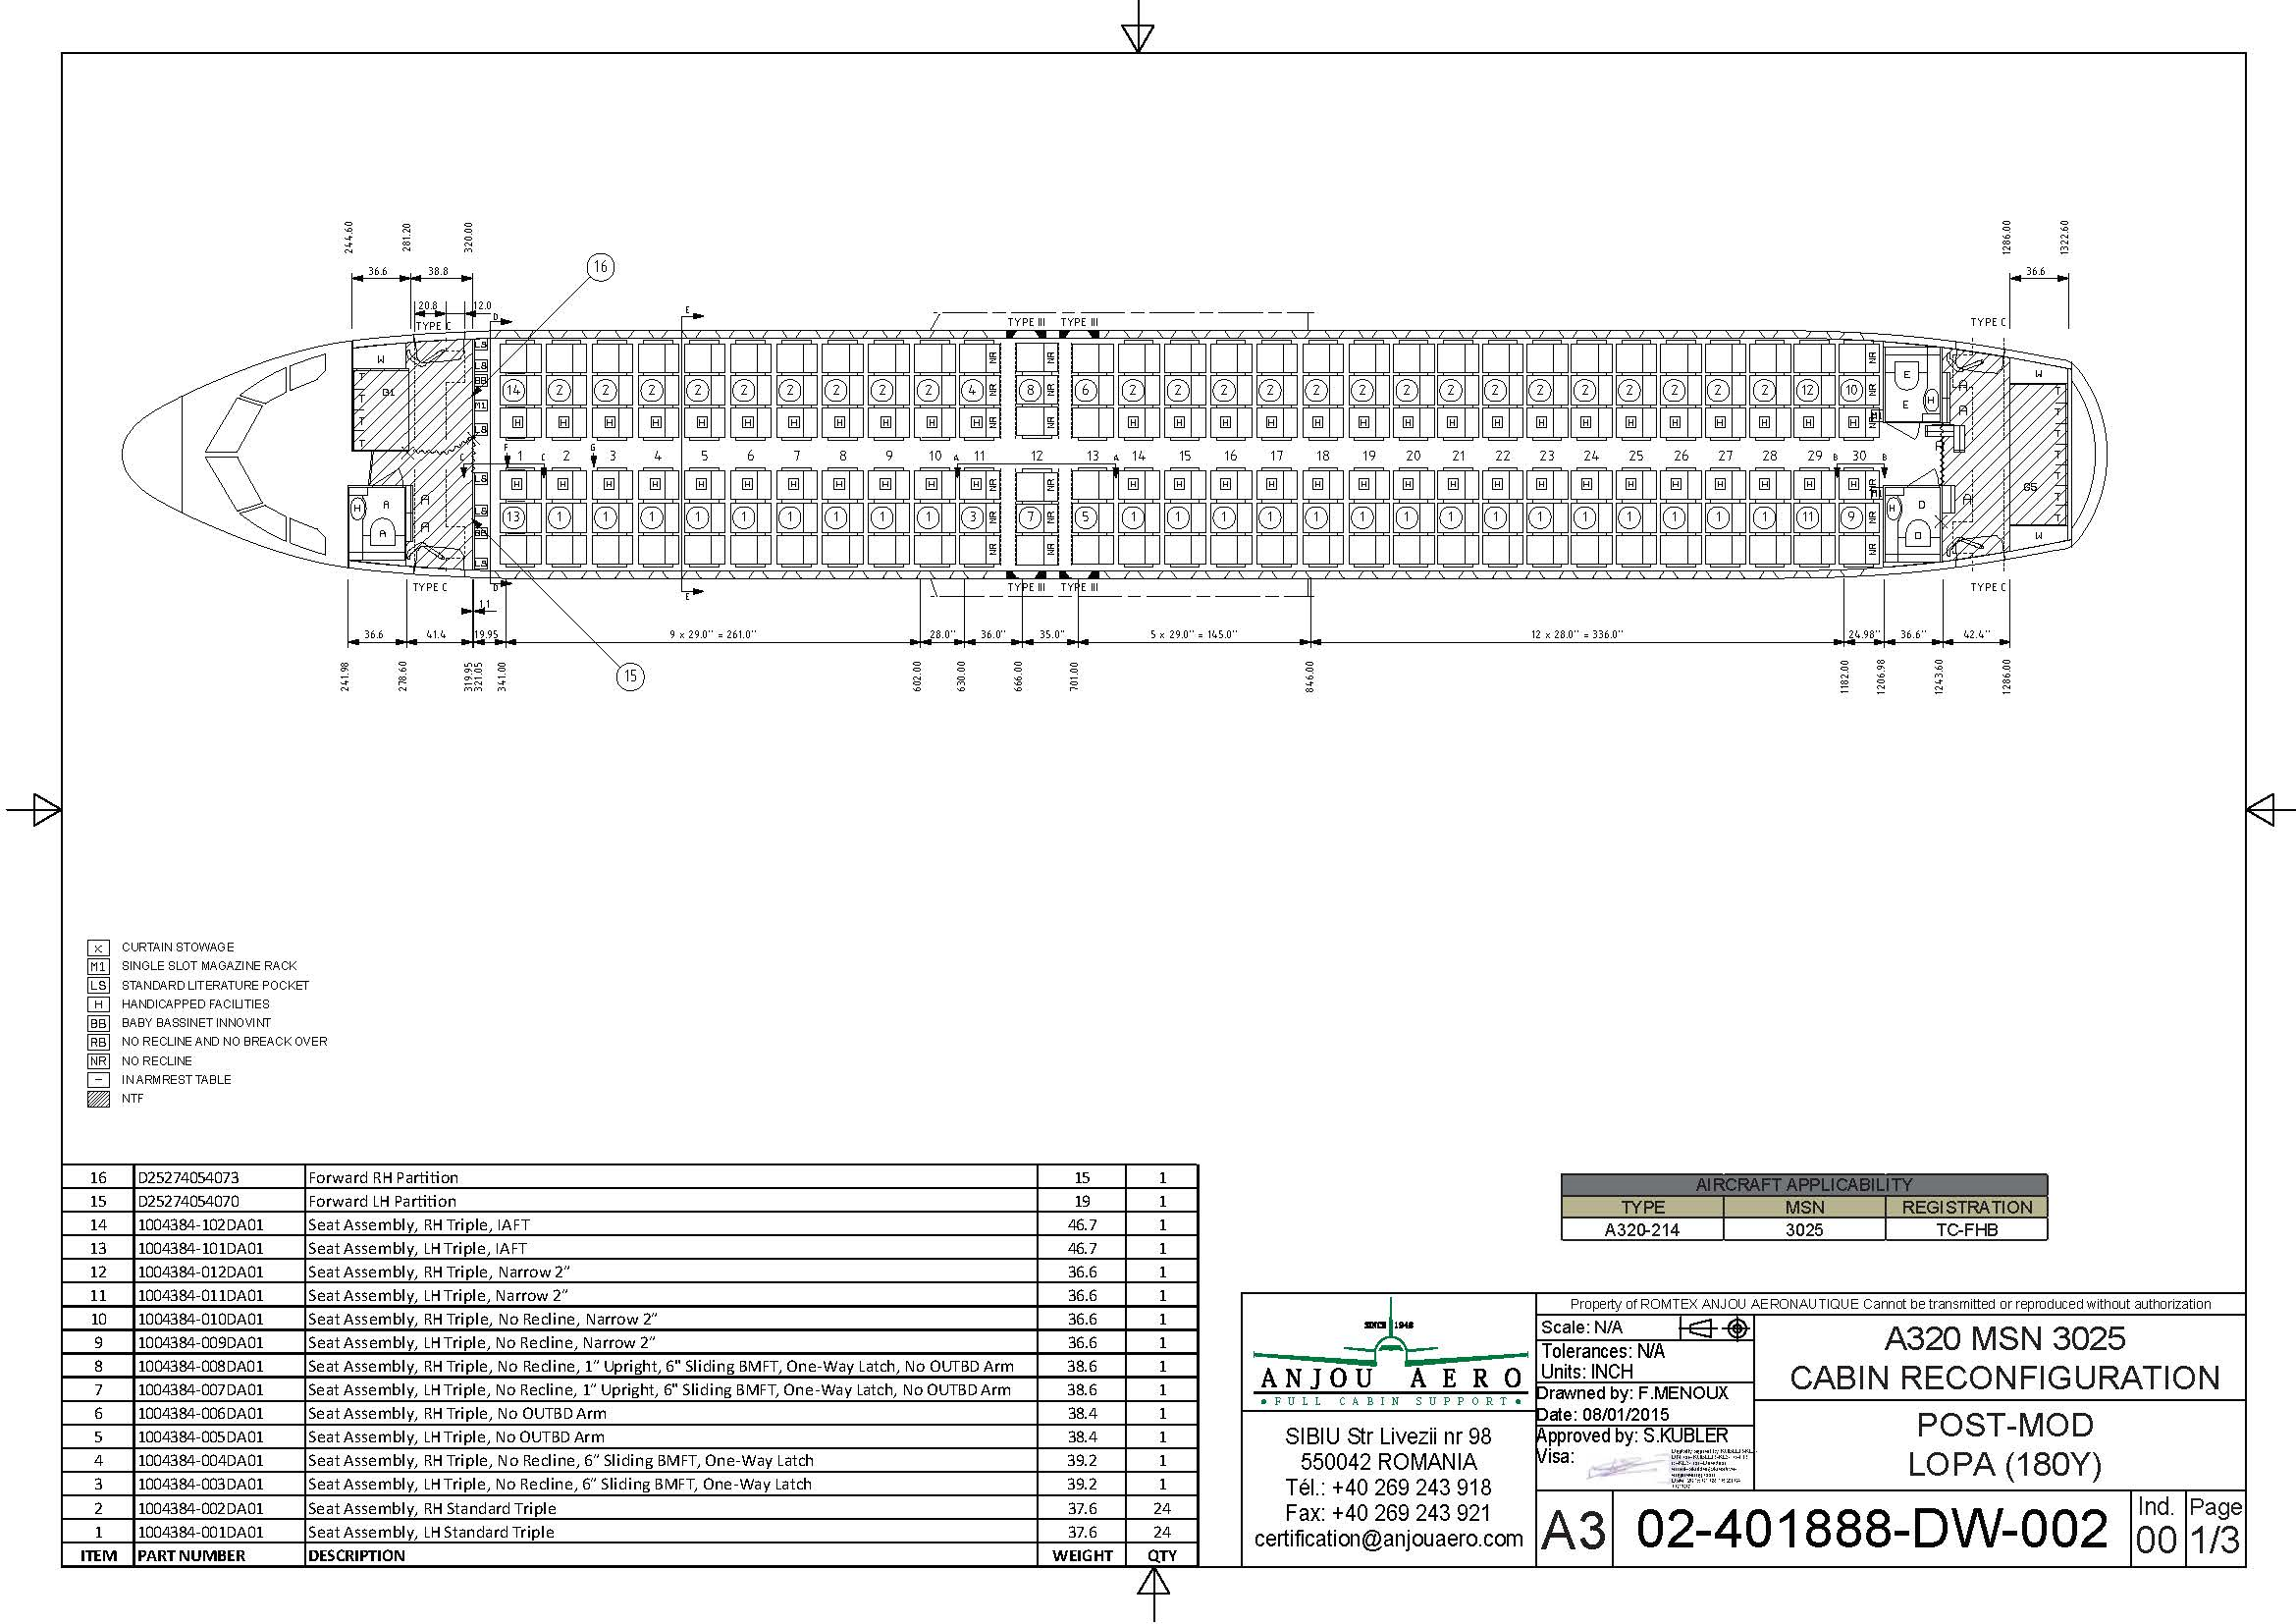 244.60
281.20
320.00
1286.00
1322.60
36.6
38.8
36.6
16
20.8
12.0
TYPE C
D
E
TYPE III
TYPE III
TYPE C
W
G1
T
T
T
T
LS
LS
BB
M1
LS
NR NR NR NR NR NR
14 2 2 2 2 2 2 2 2 2 4 8 6 2 2 2 2 2 2 2 2 2 2 2 2 2 2 2 12 10
H H H H H H H H H H H H H H H H H H H H H H H H H H H H
E
E
H
A
A
W
F C G
1 2 3 4 5 6 7 8 9 10 A 11 12 13 A 14 15 16 17 18 19 20 21 22 23 24 25 26 27 28 29 B 30 B
H H H H H H H H H H H H H H H H H H H H H H H H H H H H
13 1 1 1 1 1 1 1 1 1 3 7 5 1 1 1 1 1 1 1 1 1 1 1 1 1 1 1 11 9
NR NR NR NR NR NR
LS
LS
BB
LS
H
A
A
A
A
H
D
D
A
G5
W
TYPE C
D
E
TYPE III
TYPE III
TYPE C
1.1
36.6
41.4
19.95
9 x 29.0" = 261.0"
28.0"
36.0"
35.0"
5 x 29.0" = 145.0"
12 x 28.0" = 336.0"
24.98"
36.6"
42.4"
15
241.98
278.60
319.95
321.05
341.00
602.00
630.00
666.00
701.00
846.00
1182.00
1206.98
1243.60
1286.00
X CURTAIN STOWAGE
M1 SINGLE SLOT MAGAZINE RACK
LS STANDARD LITERATURE POCKET
H HANDICAPPED FACILITIES
BB BABY BASSINET INNOVINT
RB NO RECLINE AND NO BREACK OVER
NR NO RECLINE
– IN ARMREST TABLE
NTF
16 D25274054073 Forward RH Partition 15 1
15 D25274054070 Forward LH Partition 19 1
14 1004384-102DA01 Seat Assembly, RH Triple, IAFT 46.7 1
13 1004384-101DA01 Seat Assembly, LH Triple, IAFT 46.7 1
12 1004384-012DA01 Seat Assembly, RH Triple, Narrow 2” 36.6 1
11 1004384-011DA01 Seat Assembly, LH Triple, Narrow 2” 36.6 1
10 1004384-010DA01 Seat Assembly, RH Triple, No Recline, Narrow 2” 36.6 1
9 1004384-009DA01 Seat Assembly, LH Triple, No Recline, Narrow 2” 36.6 1
8 1004384-008DA01 Seat Assembly, RH Triple, No Recline, 1” Upright, 6" Sliding BMFT, One-Way Latch, No OUTBD Arm 38.6 1
7 1004384-007DA01 Seat Assembly, LH Triple, No Recline, 1” Upright, 6" Sliding BMFT, One-Way Latch, No OUTBD Arm 38.6 1
6 1004384-006DA01 Seat Assembly, RH Triple, No OUTBD Arm 38.4 1
5 1004384-005DA01 Seat Assembly, LH Triple, No OUTBD Arm 38.4 1
4 1004384-004DA01 Seat Assembly, RH Triple, No Recline, 6” Sliding BMFT, One-Way Latch 39.2 1
3 1004384-003DA01 Seat Assembly, LH Triple, No Recline, 6” Sliding BMFT, One-Way Latch 39.2 1
2 1004384-002DA01 Seat Assembly, RH Standard Triple 37.6 24
1 1004384-001DA01 Seat Assembly, LH Standard Triple 37.6 24
ITEM PART NUMBER DESCRIPTION WEIGHT QTY
AIRCRAFT APPLICABILITY
TYPE MSN REGISTRATION
A320-214 3025 TC-FHB
SINCE 1948
ANJOU AERO
• FULL CABIN SUPPORT •
SIBIU Str Livezii nr 98
550042 ROMANIA
Tél.: +40 269 243 918
Fax: +40 269 243 921
certification@anjouaero.com
Property of ROMTEX ANJOU AERONAUTIQUE Cannot be transmitted or reproduced without authorization
Scale: N/A
Tolerances: N/A
Units: INCH
Drawned by: F.MENOUX
Date: 08/01/2015
Approved by: S.KUBLER
Visa:
A320 MSN 3025
CABIN RECONFIGURATION
POST-MOD
LOPA (180Y)
A3
02-401888-DW-002
Ind.
00
Page
1/3